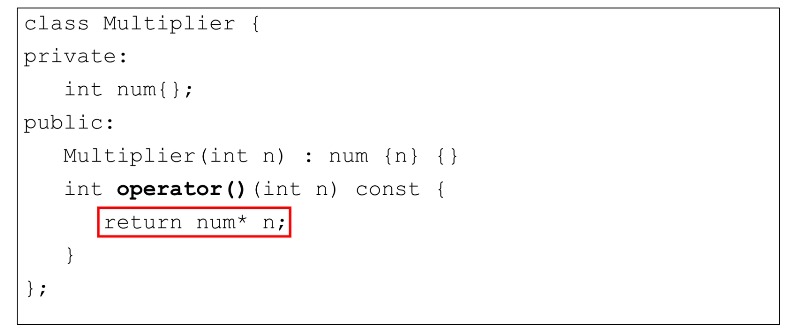 class Multiplier {
private:
   int num{};
public:
   Multiplier(int n) : num {n} {}
   int operator()(int n) const {
      return num* n;
   }
};